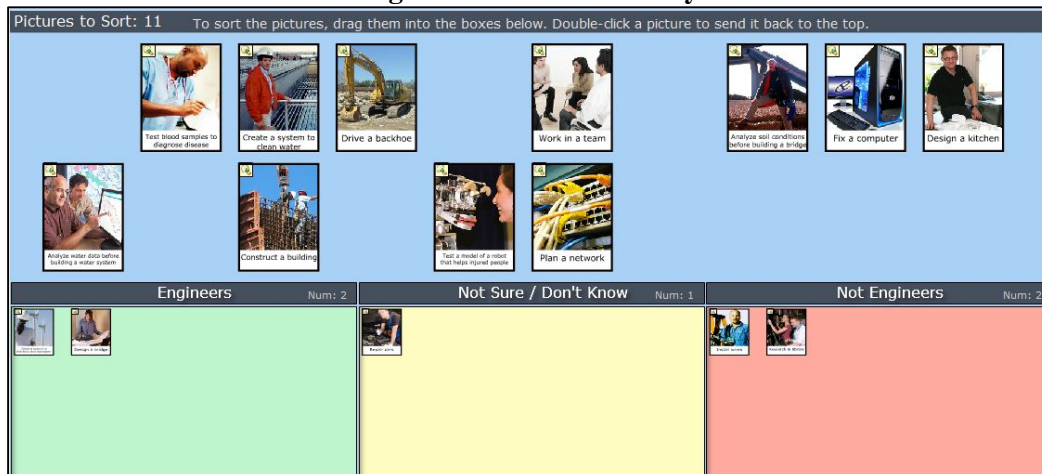 Pictures to Sort: 11 To sort the pictures, drag them into the boxes below. Double-click a picture to send it back to the top.
Test blood samples to
diagnose disease
Create a system to
clean water
Drive a backhoe
Work in a team
Analyze soil conditions
before building a bridge
Fix a computer
Design a kitchen
Analyze water data before
building a water system
Construct a building
Test a model of a robot
that helps injured people
Plan a network
Engineers Num: 2
Not Sure / Don't Know Num: 1
Not Engineers Num: 2
Design a bridge
Repair cars
Install wires